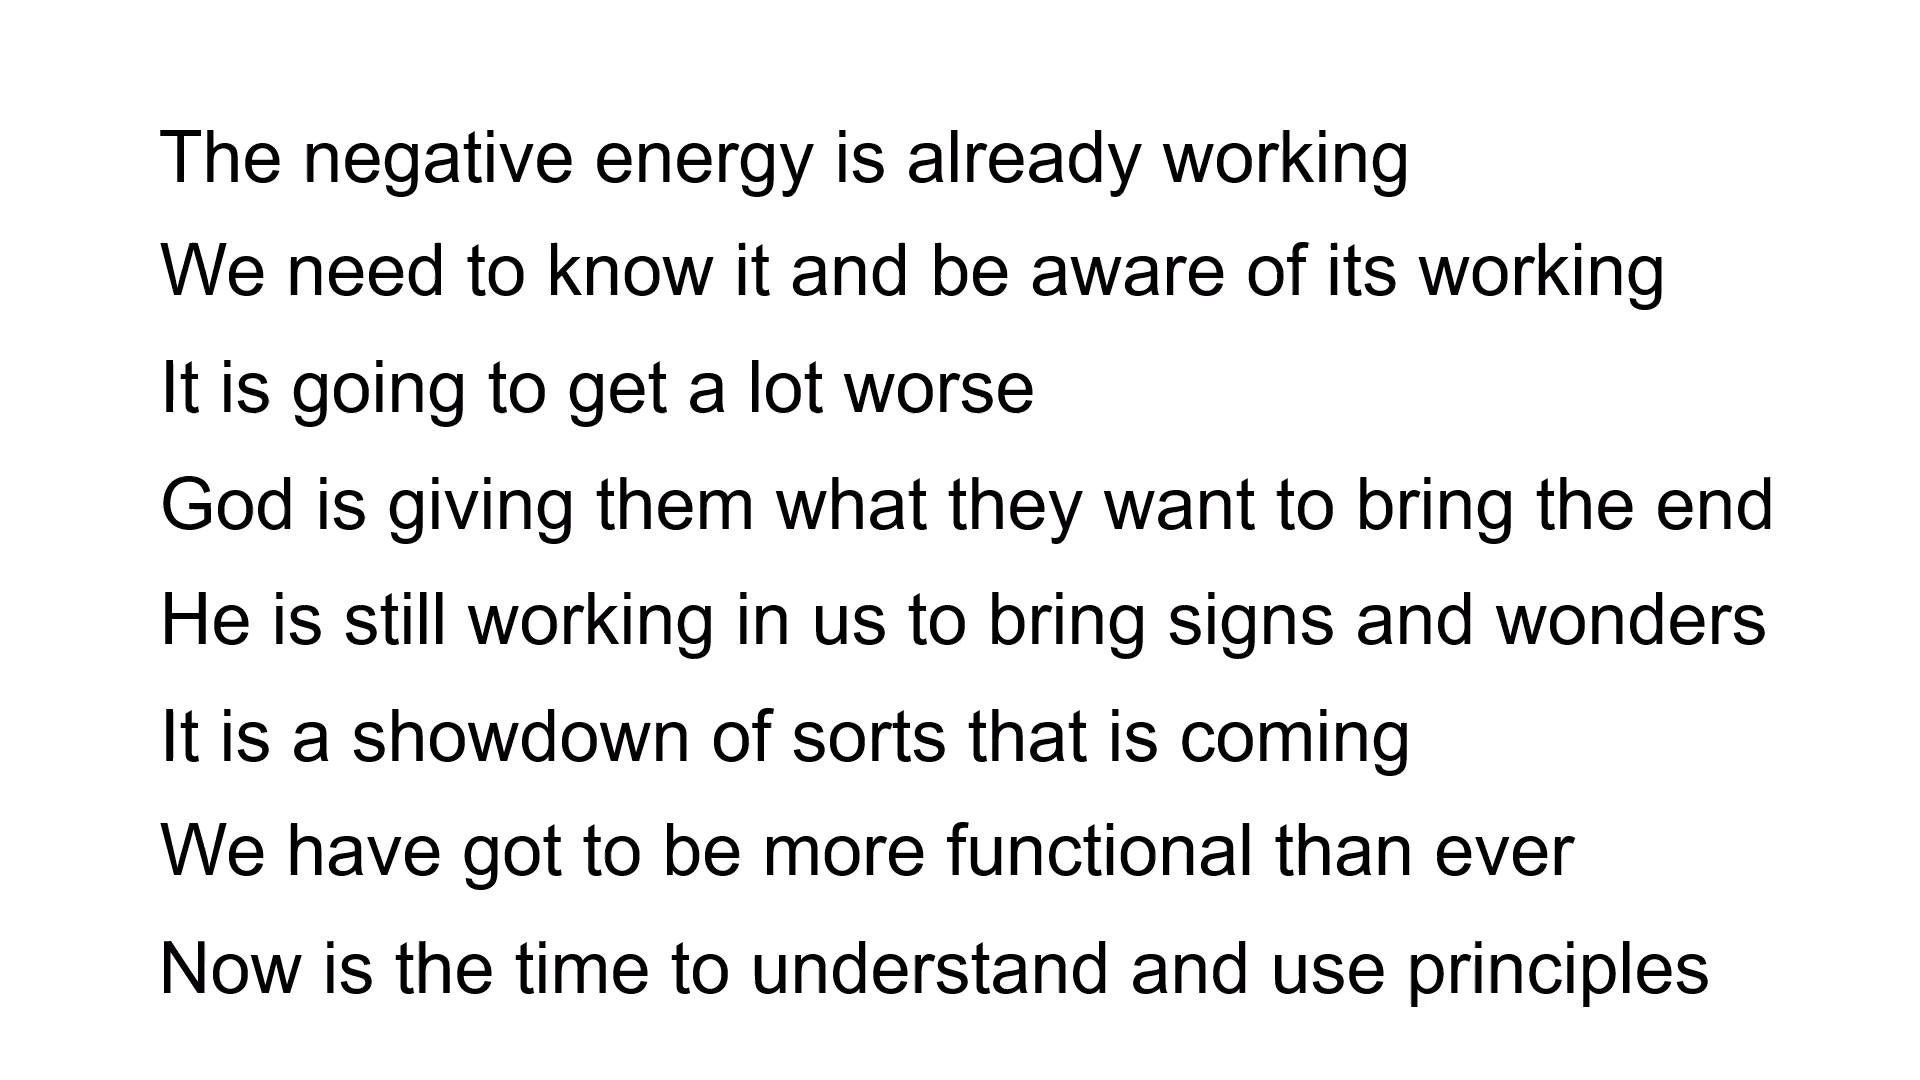 The negative energy is already working
We need to know it and be aware of its working
It is going to get a lot worse
God is giving them what they want to bring the end
He is still working in us to bring signs and wonders
It is a showdown of sorts that is coming
We have got to be more functional than ever
Now is the time to understand and use principles